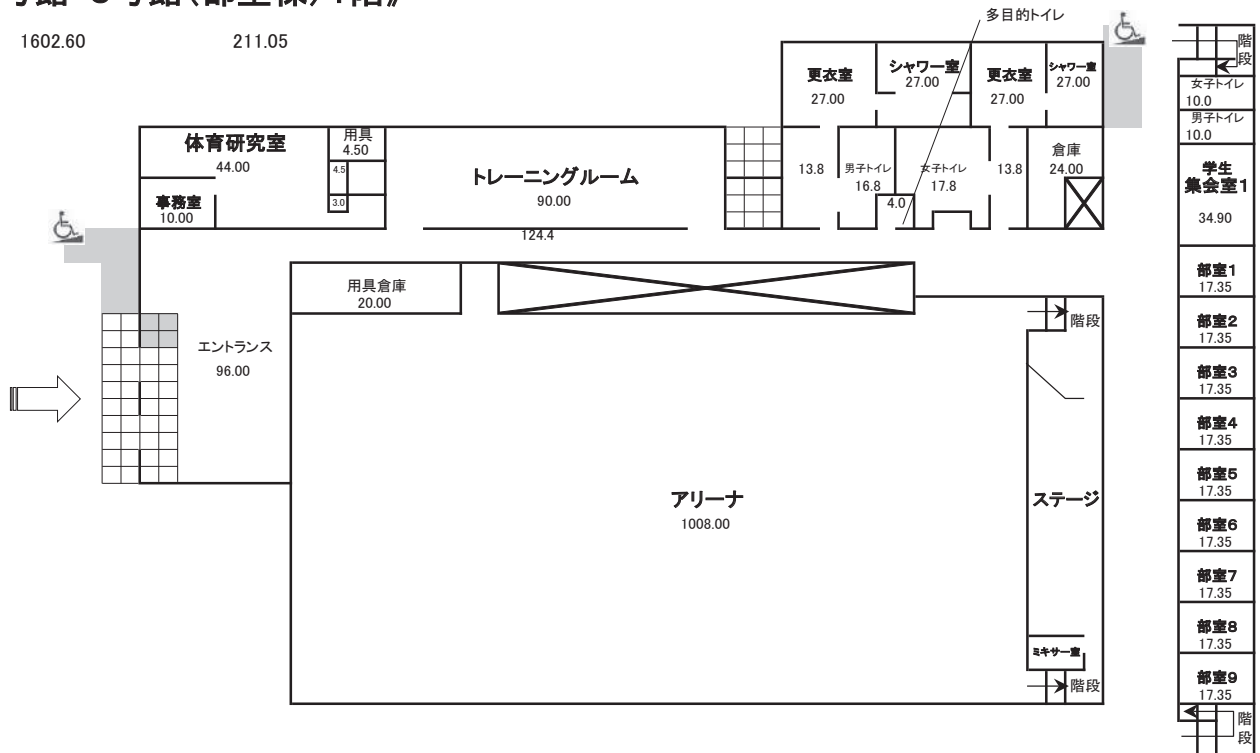 号館・8号館(部室棟)1階》
1602.60
211.05
多目的トイレ
更衣室
27.00
シャワー室
27.00
更衣室
27.00
シャワー室
27.00
体育研究室
44.00
用具
4.50
4.5
3.0
事務室
10.00
トレーニングルーム
90.00
124.4
13.8
男子トイレ
16.8
4.0
女子トイレ
17.8
13.8
倉庫
24.00
用具倉庫
20.00
エントランス
96.00
アリーナ
1008.00
階段
ステージ
ミキサー室
階段
階
段
女子トイレ
10.0
男子トイレ
10.0
学生
集会室1
34.90
部室1
17.35
部室2
17.35
部室3
17.35
部室4
17.35
部室5
17.35
部室6
17.35
部室7
17.35
部室8
17.35
部室9
17.35
階
段